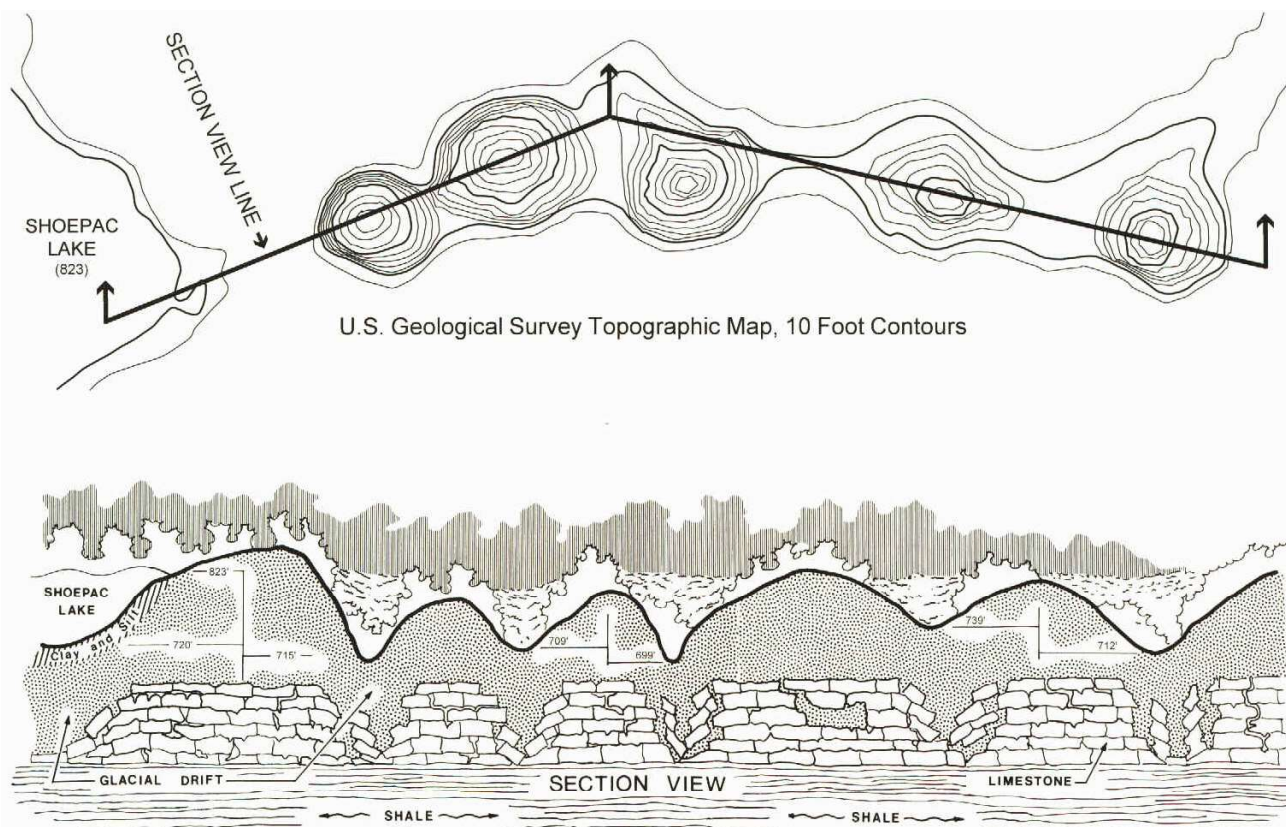 SECTION VIEW LINE
SHOEPAC
LAKE
(823)
U.S. Geological Survey Topographic Map, 10 Foot Contours
SHOEPAC
LAKE
823'
Clay and Silt
720'
715'
709'
699'
739'
712'
GLACIAL DRIFT
SECTION VIEW
LIMESTONE
SHALE
SHALE